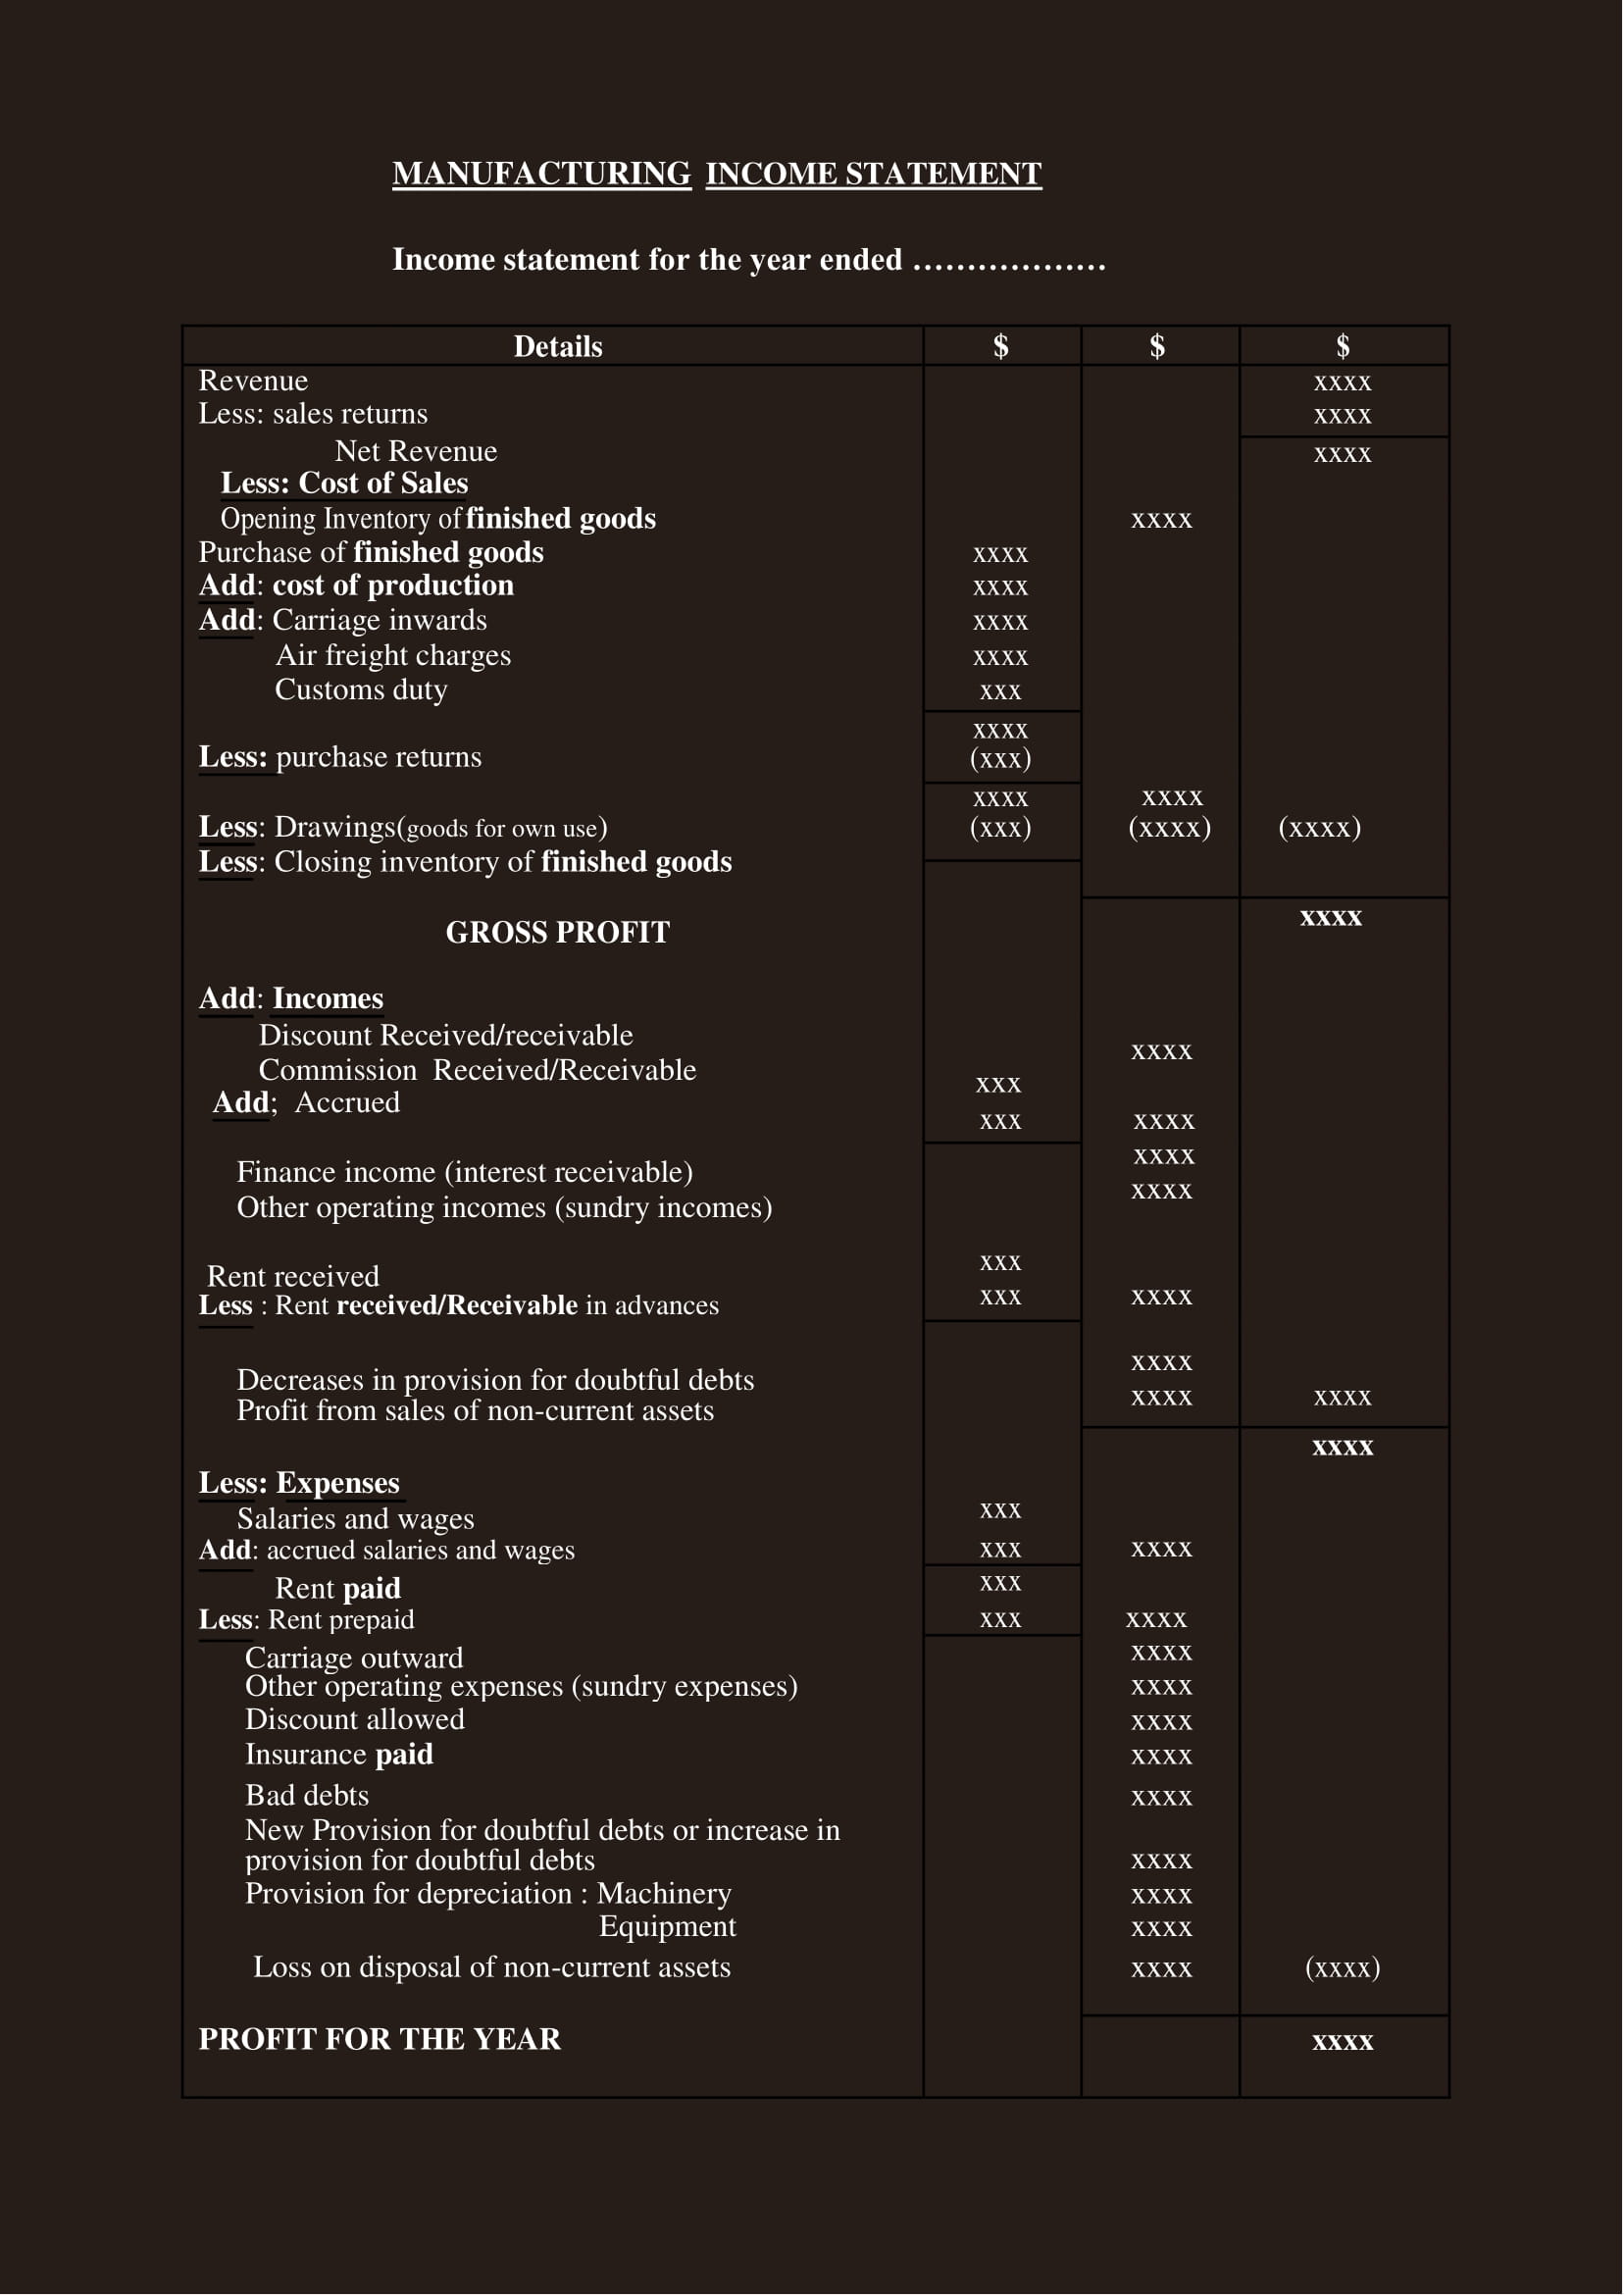 MANUFACTURING INCOME STATEMENT
Income statement for the year ended ………………
Details $ $ $
Revenue xxxx
Less: sales returns xxxx
Net Revenue xxxx
Less: Cost of Sales
Opening Inventory of finished goods xxxx
Purchase of finished goods xxxx
Add: cost of production xxxx
Add: Carriage inwards xxxx
Air freight charges xxxx
Customs duty xxx
xxxx
Less: purchase returns (xxx)
xxxx xxxx
Less: Drawings(goods for own use) (xxx) (xxxx) (xxxx)
Less: Closing inventory of finished goods
GROSS PROFIT xxxx
Add: Incomes
Discount Received/receivable xxxx
Commission Received/Receivable xxx
Add; Accrued xxx xxxx
Finance income (interest receivable) xxxx
Other operating incomes (sundry incomes) xxxx
Rent received xxx
Less : Rent received/Receivable in advances xxx xxxx
Decreases in provision for doubtful debts xxxx
Profit from sales of non-current assets xxxx xxxx
xxxx
Less: Expenses
Salaries and wages xxx
Add: accrued salaries and wages xxx xxxx
Rent paid xxx
Less: Rent prepaid xxx xxxx
Carriage outward xxxx
Other operating expenses (sundry expenses) xxxx
Discount allowed xxxx
Insurance paid xxxx
Bad debts xxxx
New Provision for doubtful debts or increase in
provision for doubtful debts xxxx
Provision for depreciation : Machinery xxxx
Equipment xxxx
Loss on disposal of non-current assets xxxx (xxxx)
PROFIT FOR THE YEAR xxxx